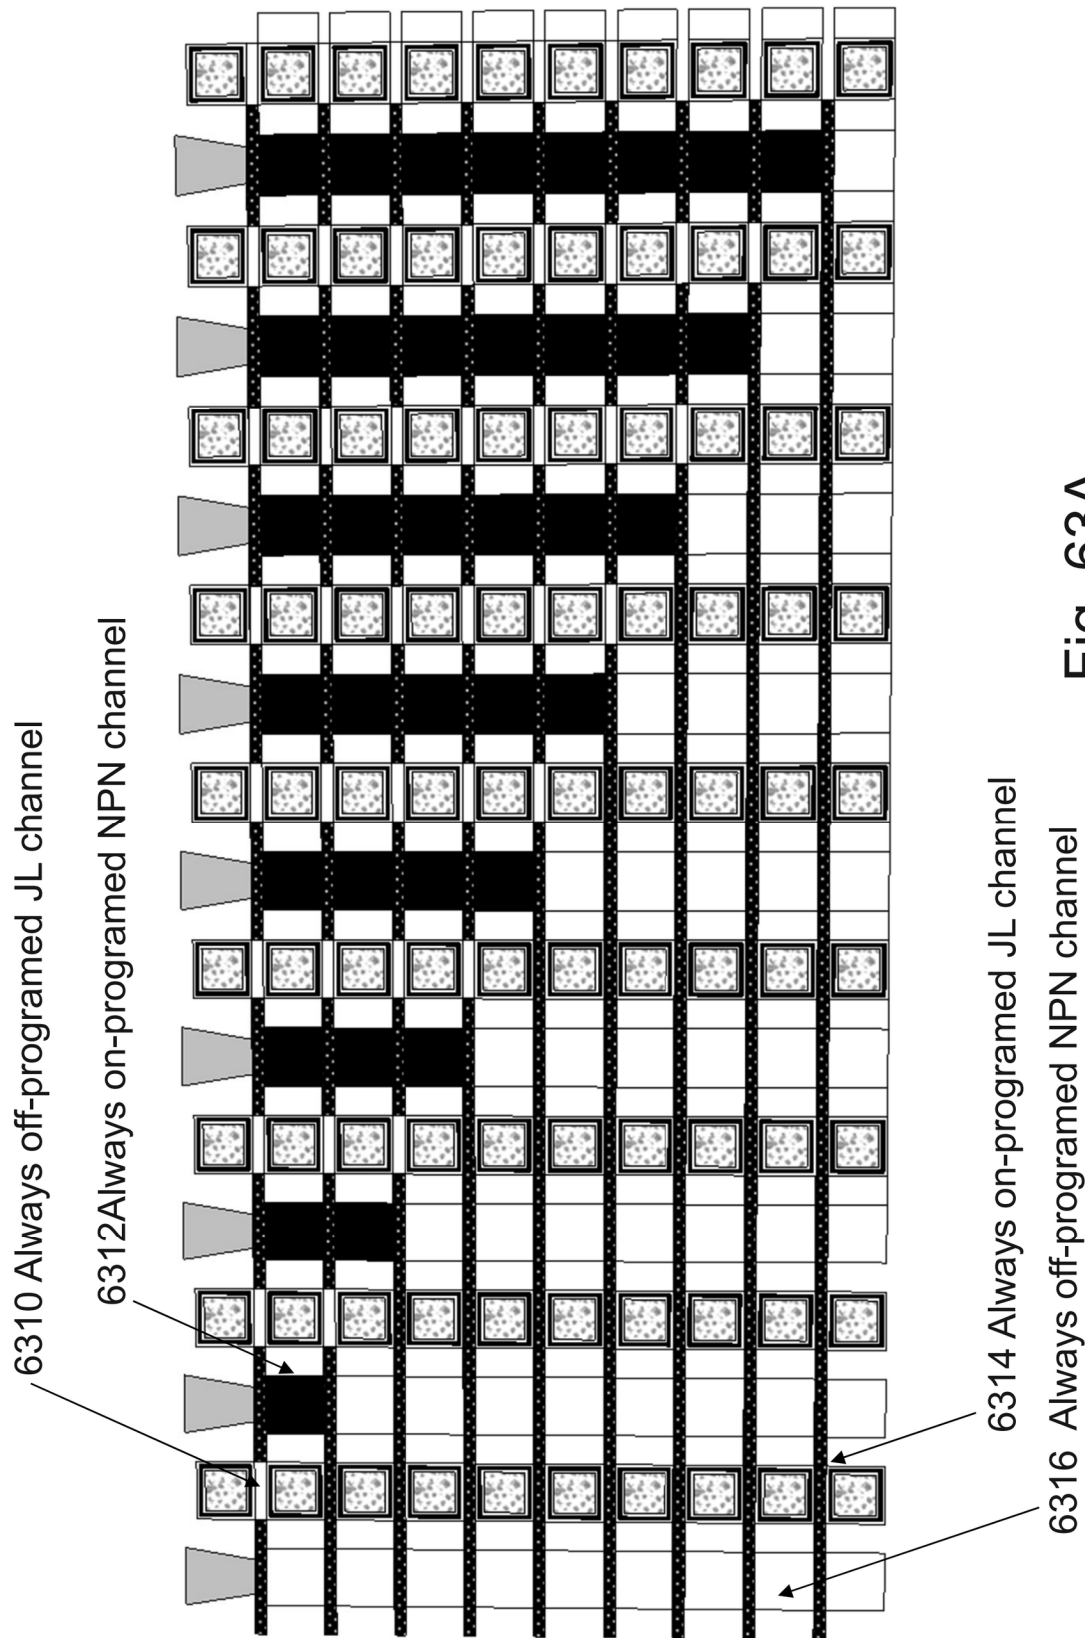 6310 Always off-programed JL channel
6312Always on-programed NPN channel
6314 Always on-programed JL channel
6316 Always off-programed NPN channel
Fig. 63A